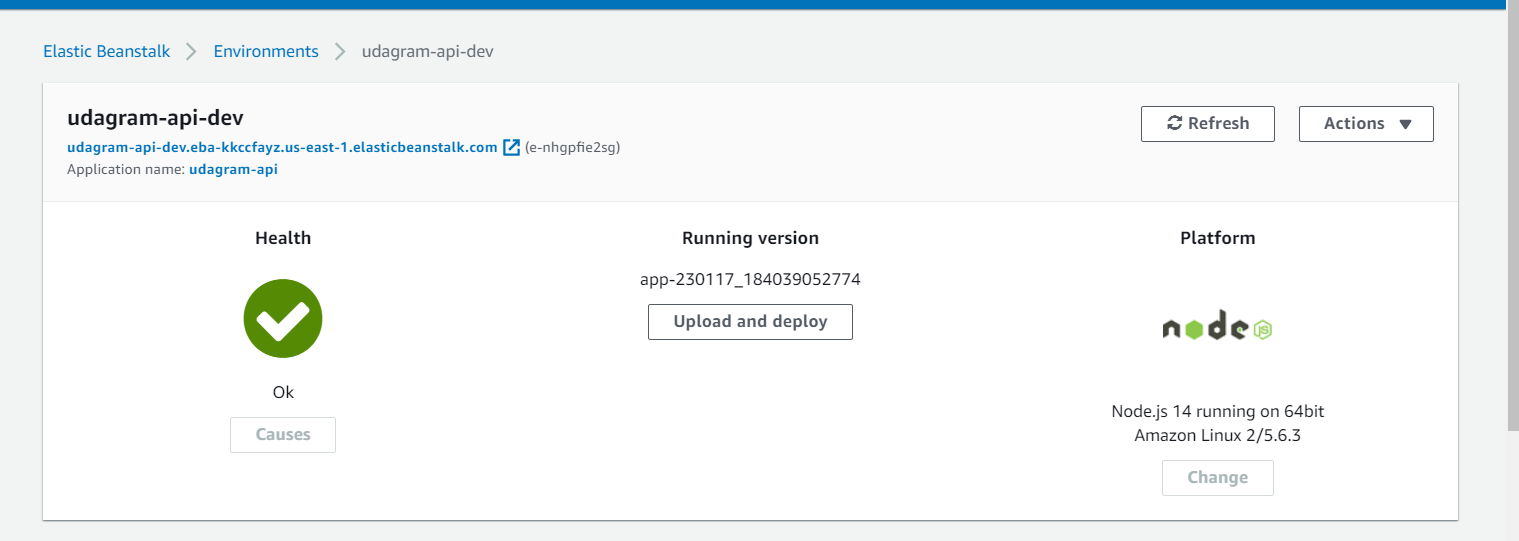 Elastic Beanstalk > Environments > udagram-api-dev
udagram-api-dev
Refresh
Actions ▼
udagram-api-dev.eba-kkccfayz.us-east-1.elasticbeanstalk.com (e-nhgpfie2sg)
Application name: udagram-api
Health
Ok
Causes
Running version
app-230117_184039052774
Upload and deploy
Platform
node JS
Node.js 14 running on 64bit
Amazon Linux 2/5.6.3
Change